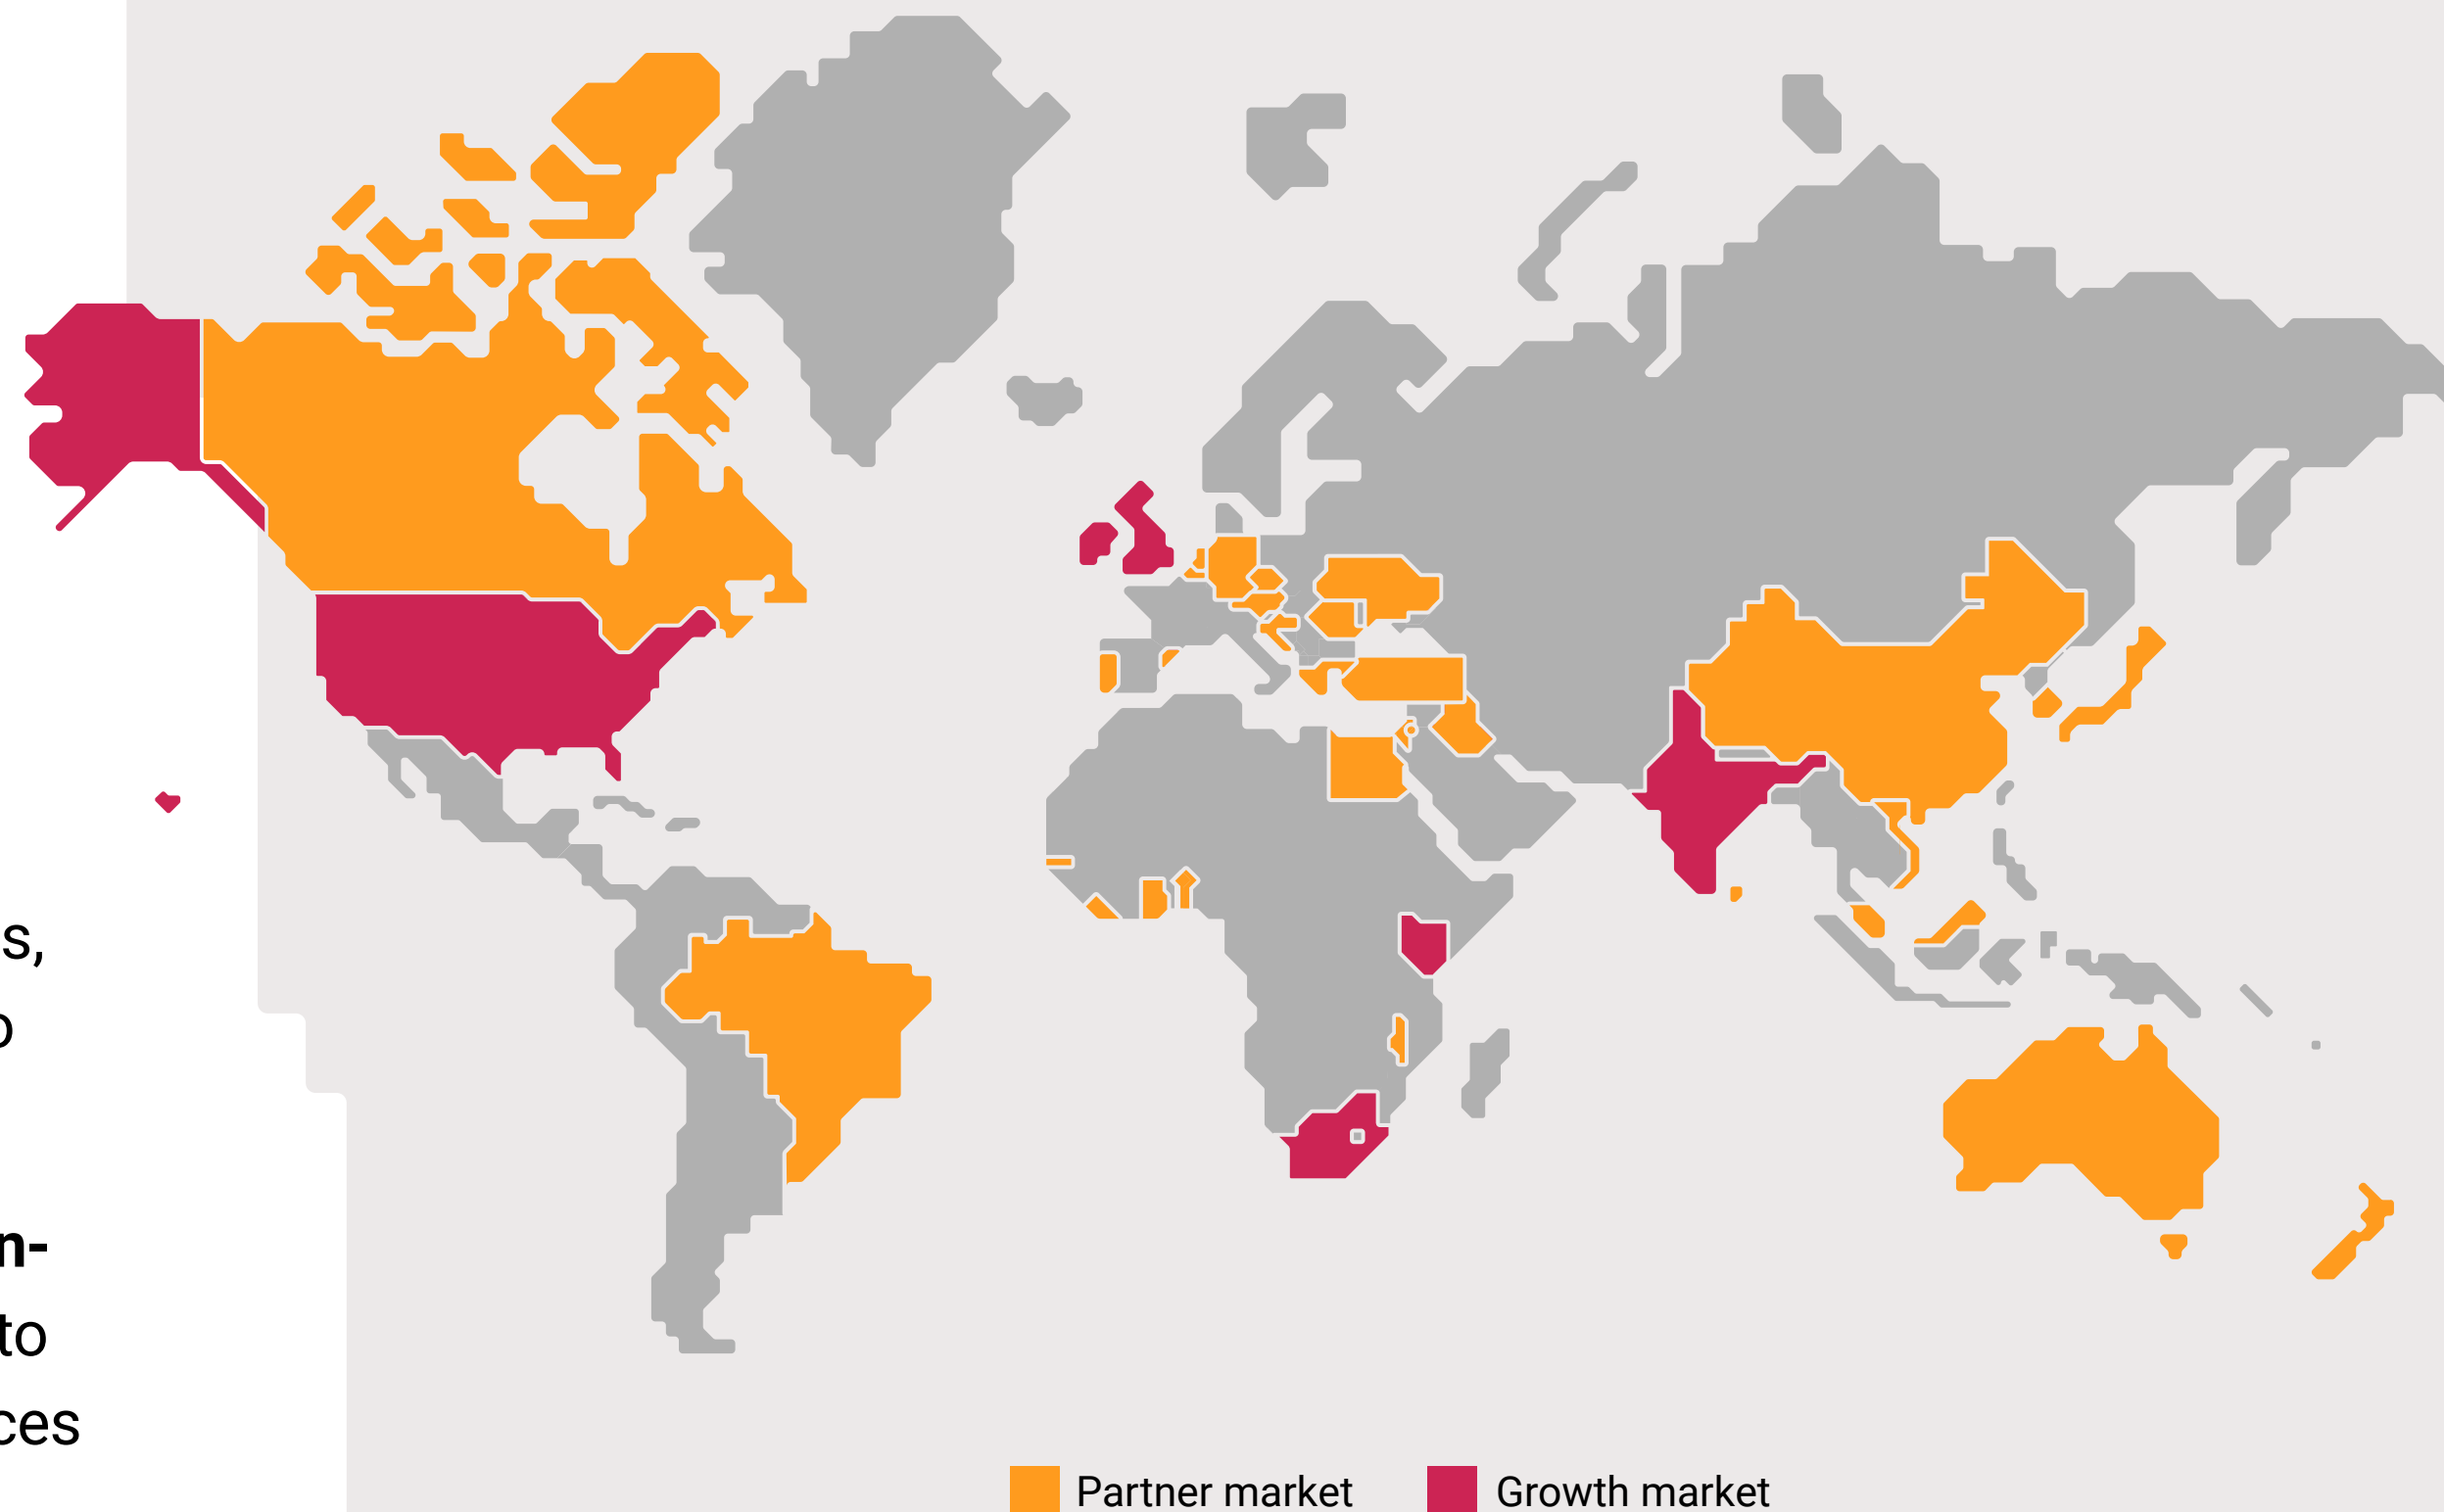 s,
n-
to
ces
Partner market
Growth market